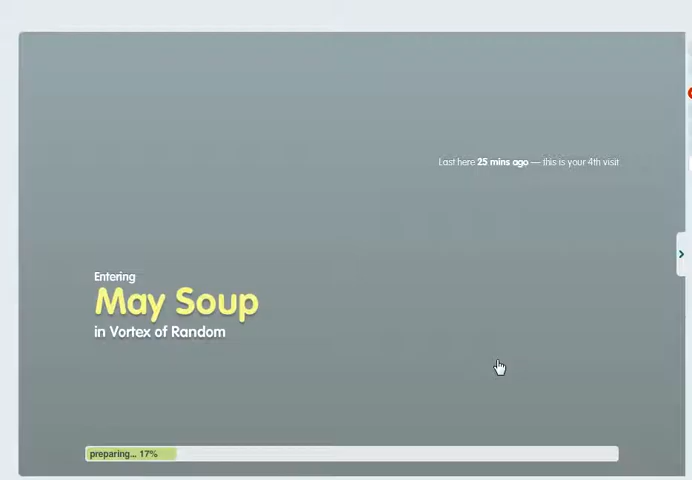 Last here 25 mins ago — this is your 4th visit
Entering
May Soup
in Vortex of Random
preparing... 17%